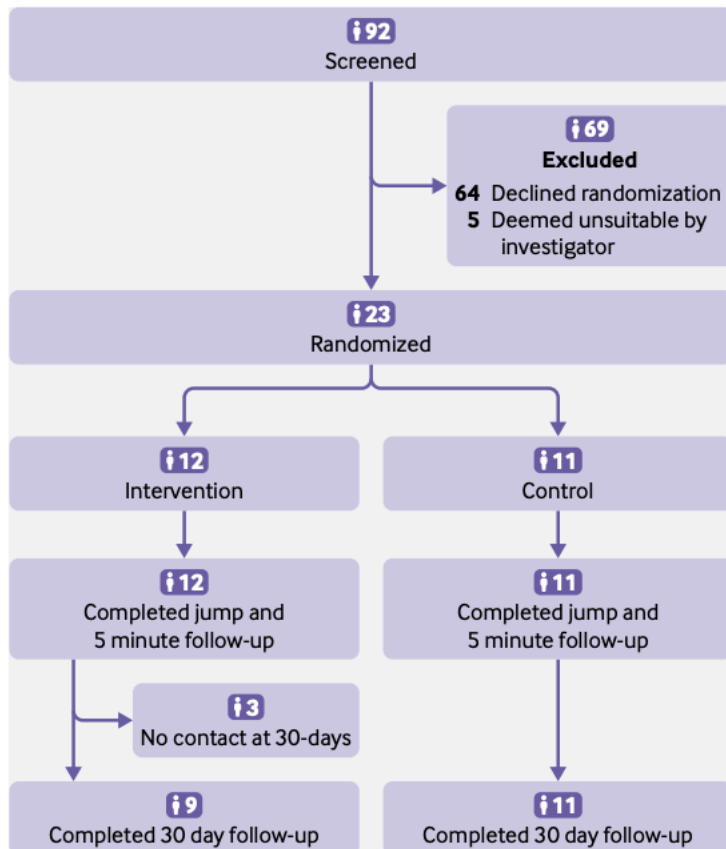 92
Screened
69
Excluded
64 Declined randomization
5 Deemed unsuitable by
investigator
23
Randomized
12
Intervention
11
Control
12
Completed jump and
5 minute follow-up
11
Completed jump and
5 minute follow-up
3
No contact at 30-days
9
Completed 30 day follow-up
11
Completed 30 day follow-up